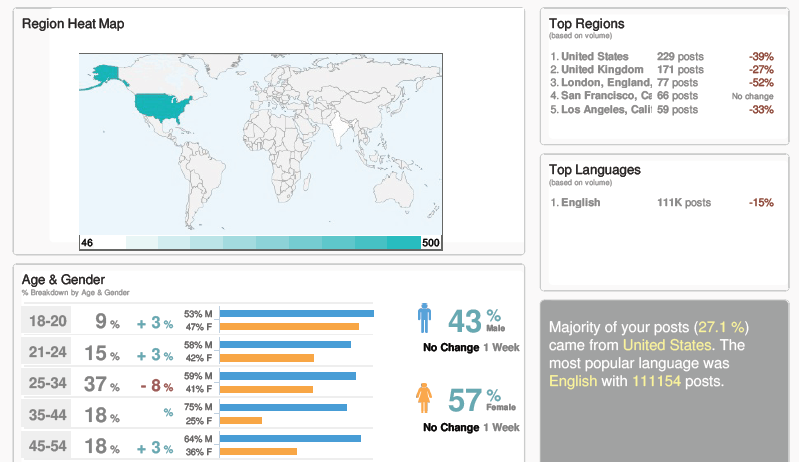 Region Heat Map
46 500
Top Regions
(based on volume)
1. United States 229 posts -39%
2. United Kingdom 171 posts -27%
3. London, England, 77 posts -52%
4. San Francisco, Ca 66 posts No change
5. Los Angeles, Cali 59 posts -33%
Top Languages
(based on volume)
1. English 111K posts -15%
Age & Gender
% Breakdown by Age & Gender
18-20 9 % + 3 % 53% M
47% F
21-24 15 % + 3 % 58% M
42% F
25-34 37 % - 8 % 59% M
41% F
35-44 18 % % 75% M
25% F
45-54 18 % + 3 % 64% M
36% F
43 % Male
No Change 1 Week
57 % Female
No Change 1 Week
Majority of your posts (27.1 %)
came from United States. The
most popular language was
English with 111154 posts.